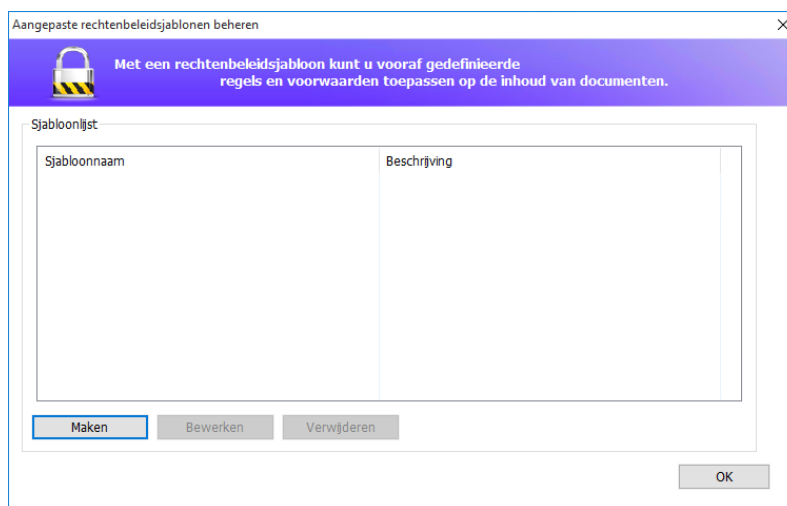 Aangepaste rechtenbeleidsjablonen beheren
Met een rechtenbeleidsjabloon kunt u vooraf gedefinieerde
regels en voorwaarden toepassen op de inhoud van documenten.
Sjabloonlijst
Sjabloonnaam Beschrijving
Maken Bewerken Verwijderen
OK